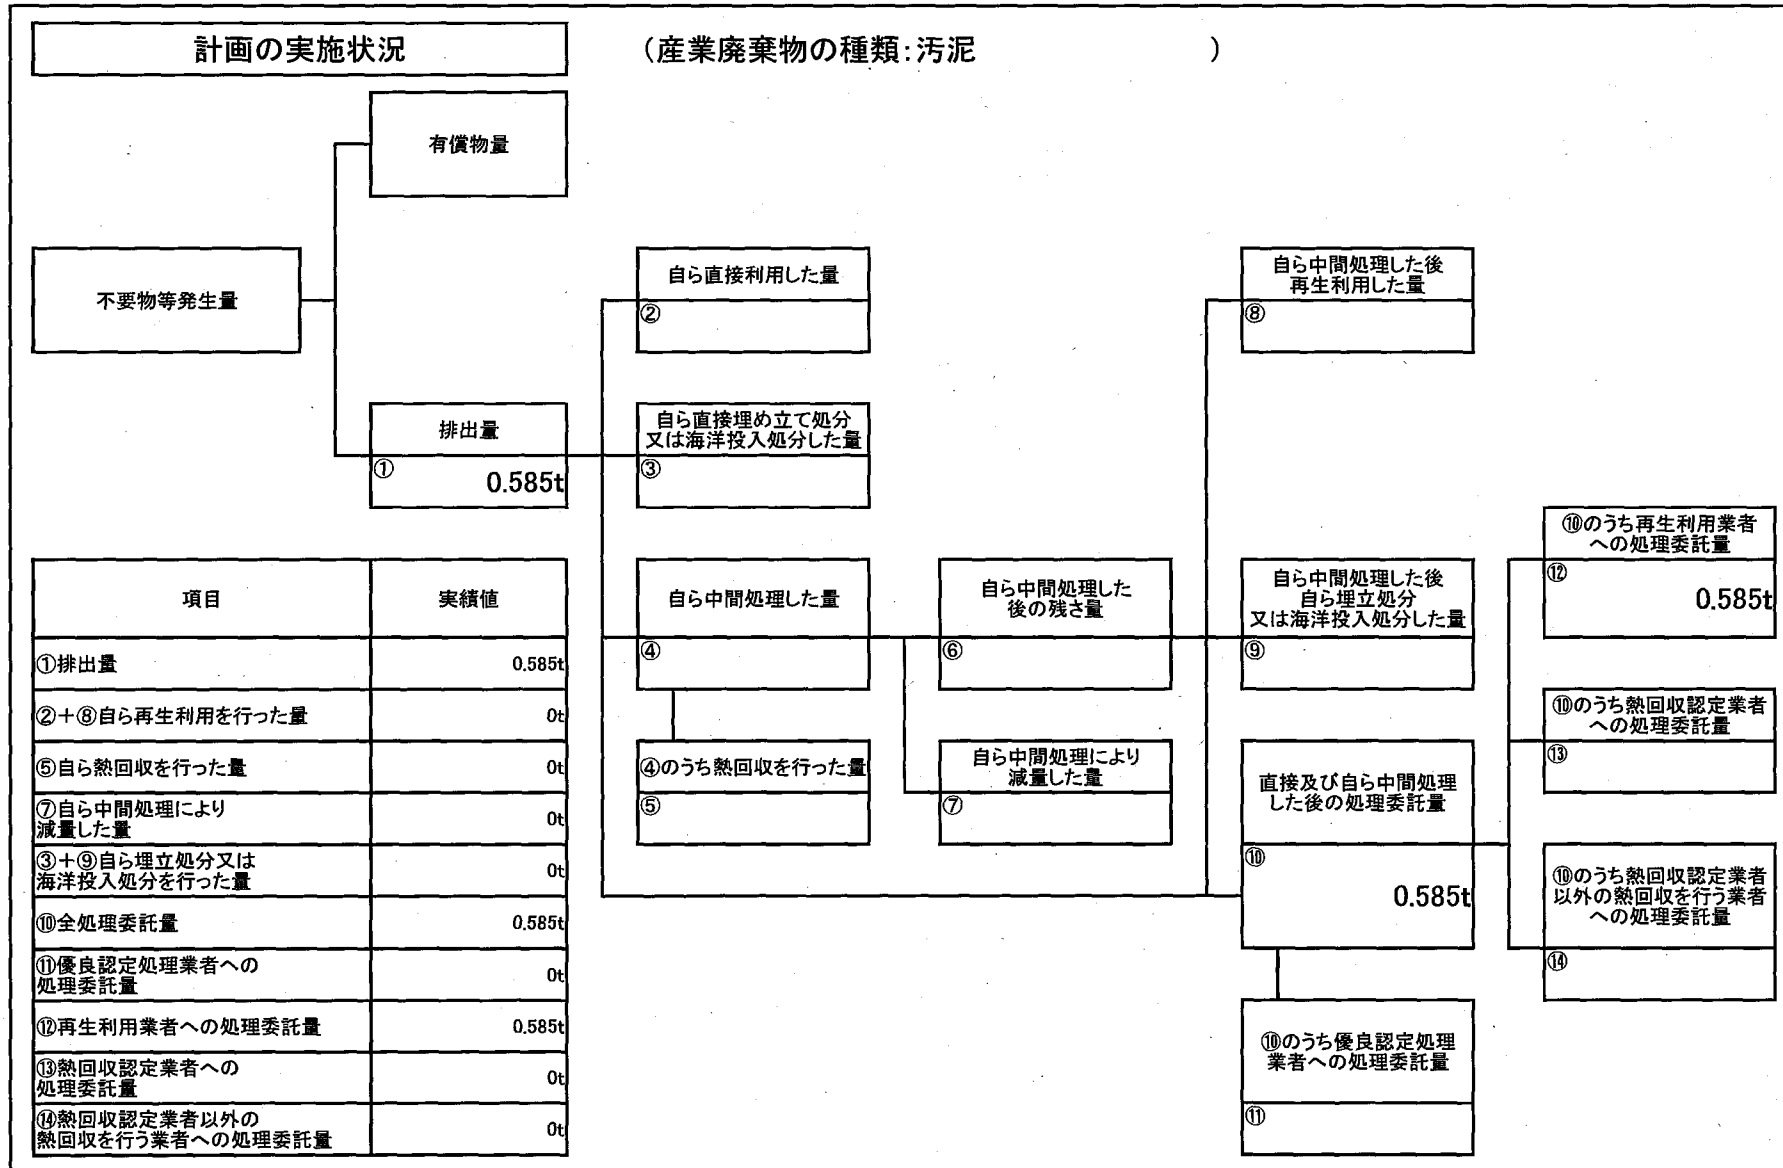 計画の実施状況
(産業廃棄物の種類:汚泥 )
有償物量
不要物等発生量
排出量
①
0.585t
自ら直接利用した量
②
自ら直接埋め立て処分
又は海洋投入処分した量
③
自ら中間処理した量
④
④のうち熱回収を行った量
⑤
自ら中間処理した
後の残さ量
⑥
自ら中間処理により
減量した量
⑦
自ら中間処理した後
再生利用した量
⑧
自ら中間処理した後
自ら埋立処分
又は海洋投入処分した量
⑨
直接及び自ら中間処理
した後の処理委託量
⑩
0.585t
⑩のうち優良認定処理
業者への処理委託量
⑪
⑩のうち再生利用業者
への処理委託量
⑫
0.585t
⑩のうち熱回収認定業者
への処理委託量
⑬
⑩のうち熱回収認定業者
以外の熱回収を行う業者
への処理委託量
⑭
項目 実績値
①排出量 0.585t
②+⑧自ら再生利用を行った量 0t
⑤自ら熱回収を行った量 0t
⑦自ら中間処理により
減量した量 0t
③+⑨自ら埋立処分又は
海洋投入処分を行った量 0t
⑩全処理委託量 0.585t
⑪優良認定処理業者への
処理委託量 0t
⑫再生利用業者への処理委託量 0.585t
⑬熱回収認定業者への
処理委託量 0t
⑭熱回収認定業者以外の
熱回収を行う業者への処理委託量 0t